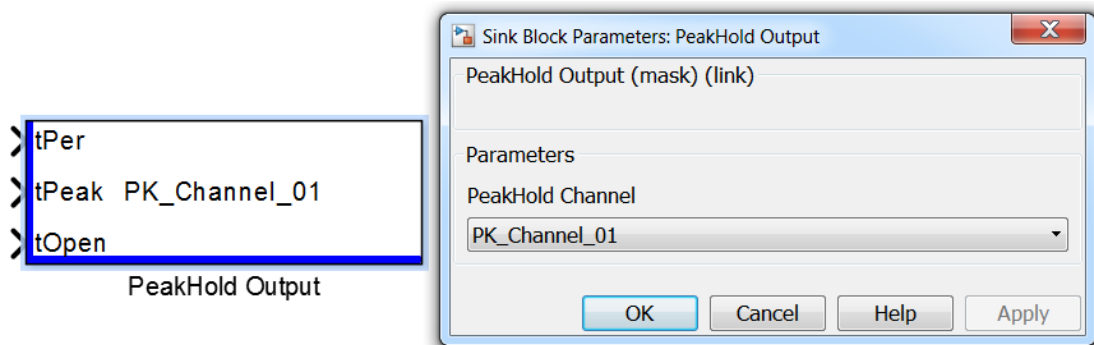 tPer
tPeak PK_Channel_01
tOpen
PeakHold Output
Sink Block Parameters: PeakHold Output
PeakHold Output (mask) (link)
Parameters
PeakHold Channel
PK_Channel_01
OK Cancel Help Apply